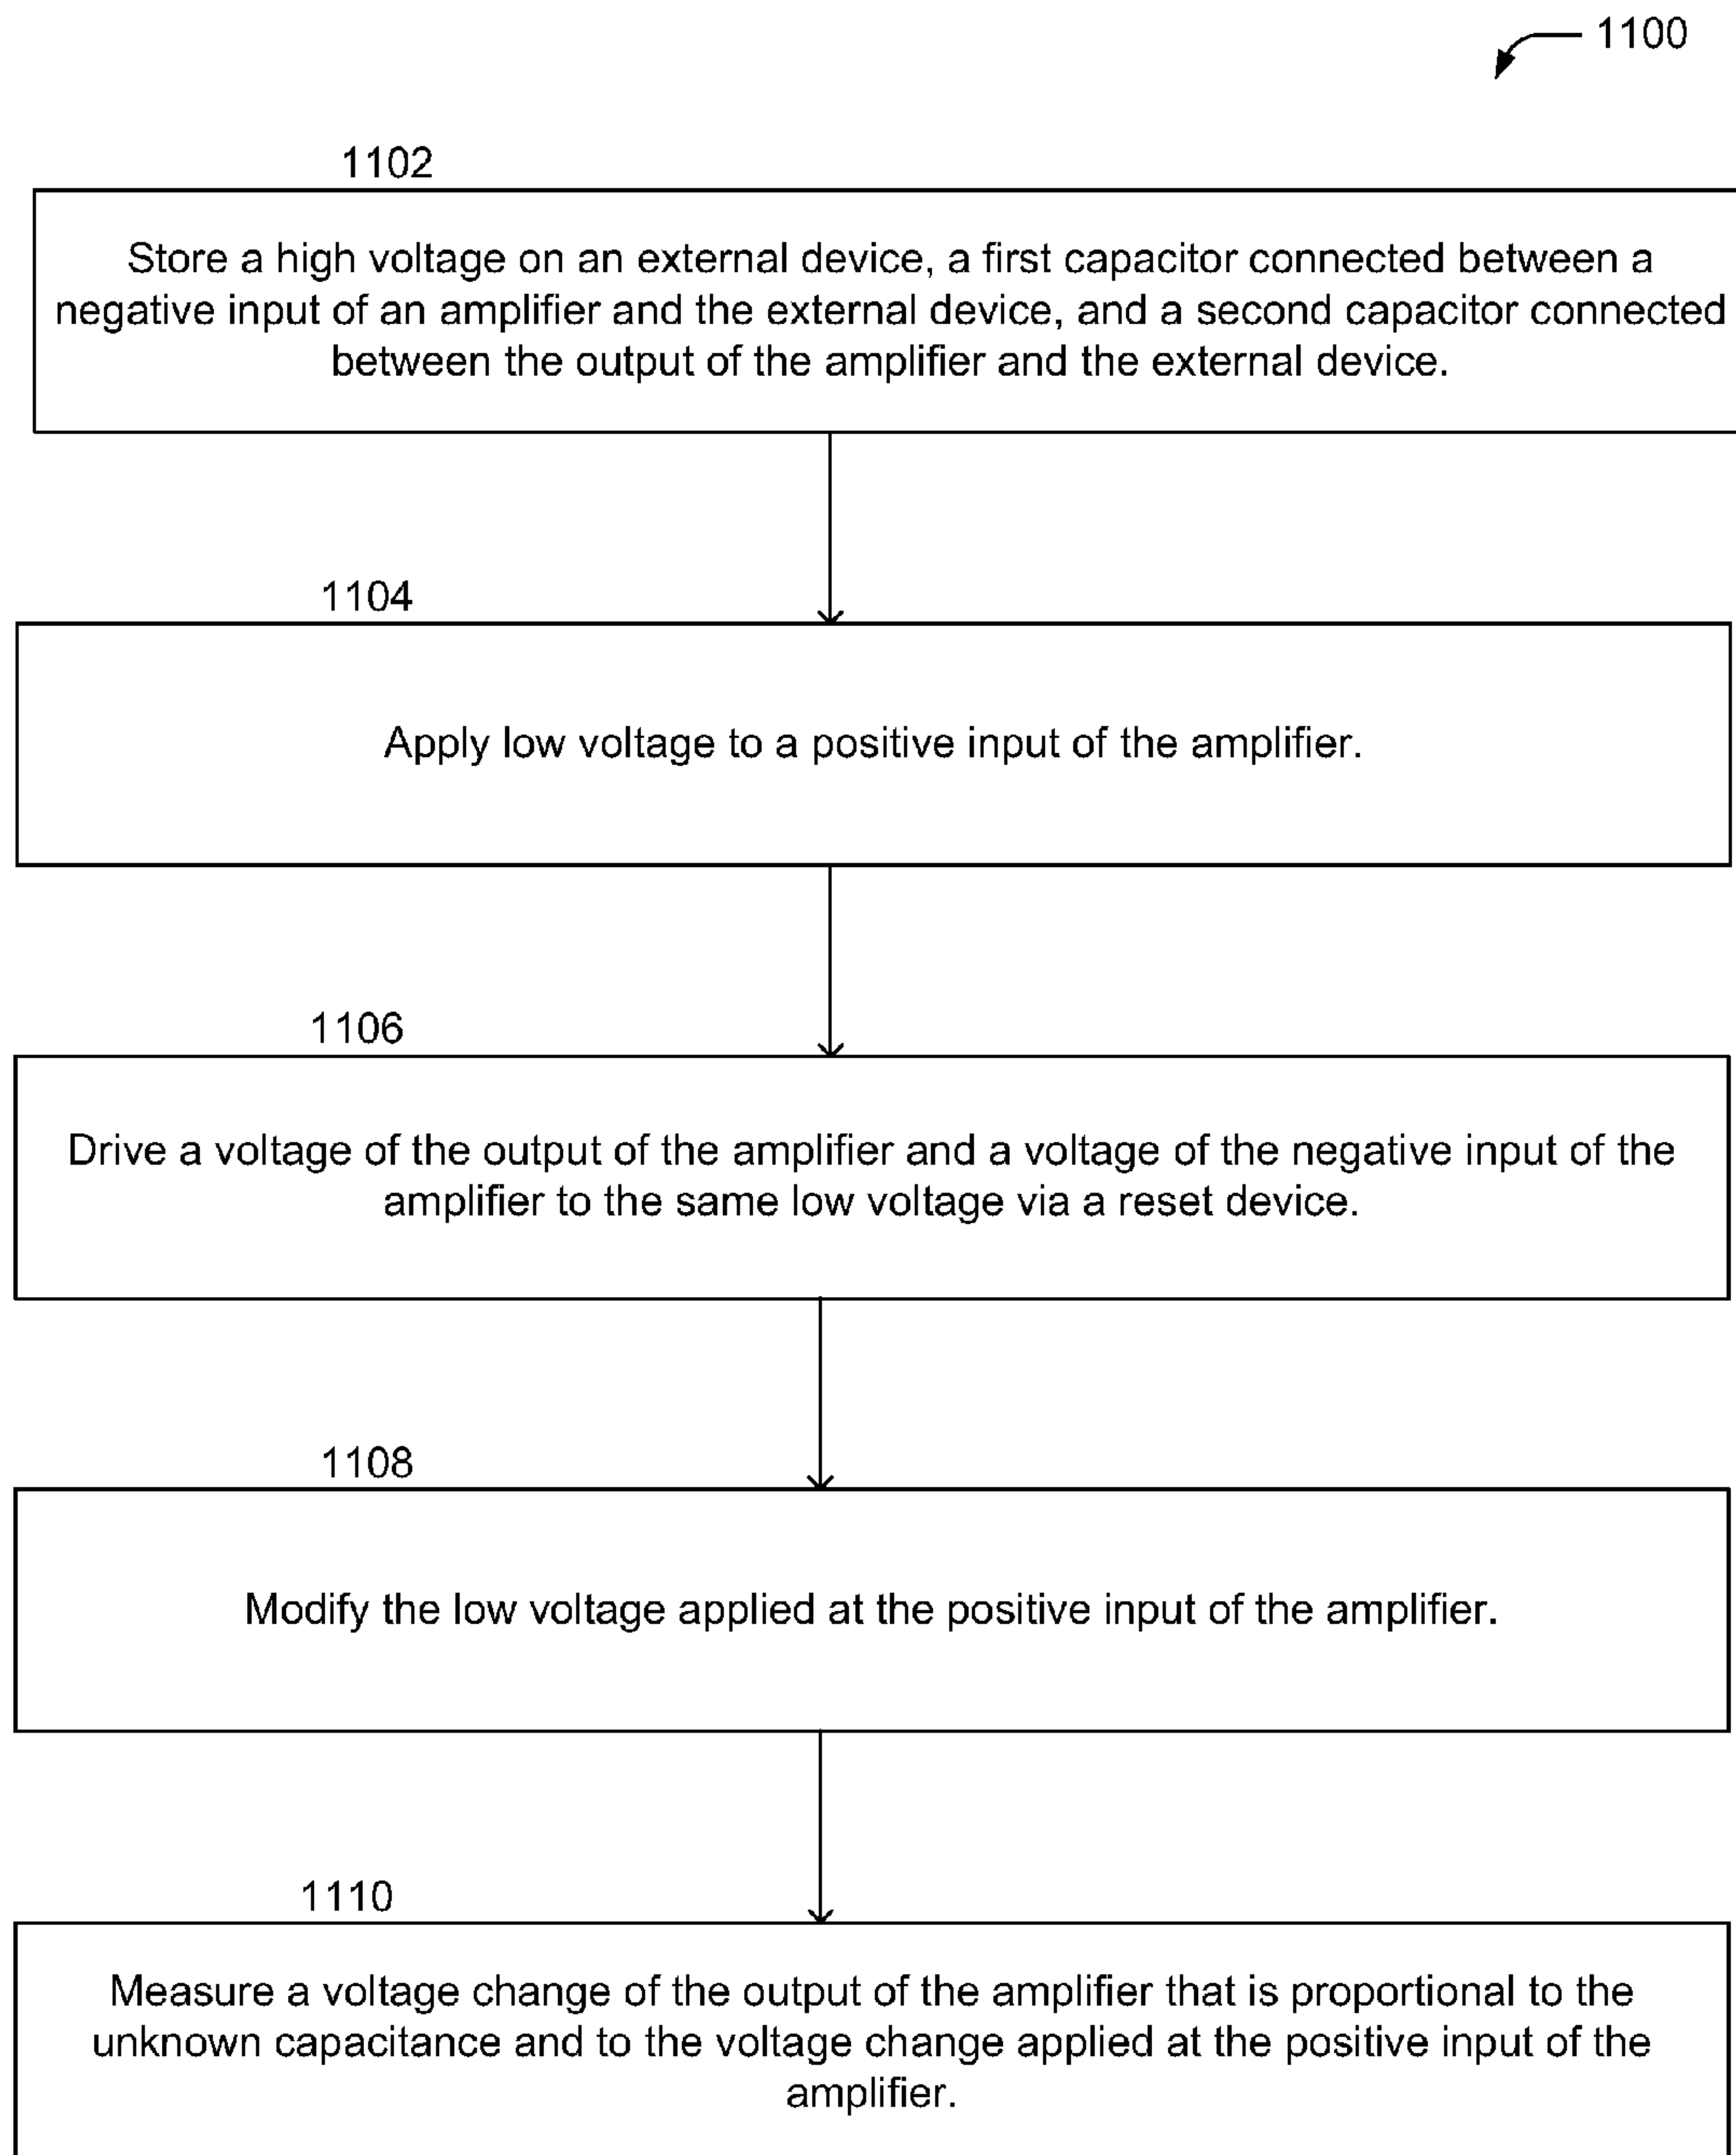 1100
1102
Store a high voltage on an external device, a first capacitor connected between a
negative input of an amplifier and the external device, and a second capacitor connected
between the output of the amplifier and the external device.
1104
Apply low voltage to a positive input of the amplifier.
1106
Drive a voltage of the output of the amplifier and a voltage of the negative input of the
amplifier to the same low voltage via a reset device.
1108
Modify the low voltage applied at the positive input of the amplifier.
1110
Measure a voltage change of the output of the amplifier that is proportional to the
unknown capacitance and to the voltage change applied at the positive input of the
amplifier.